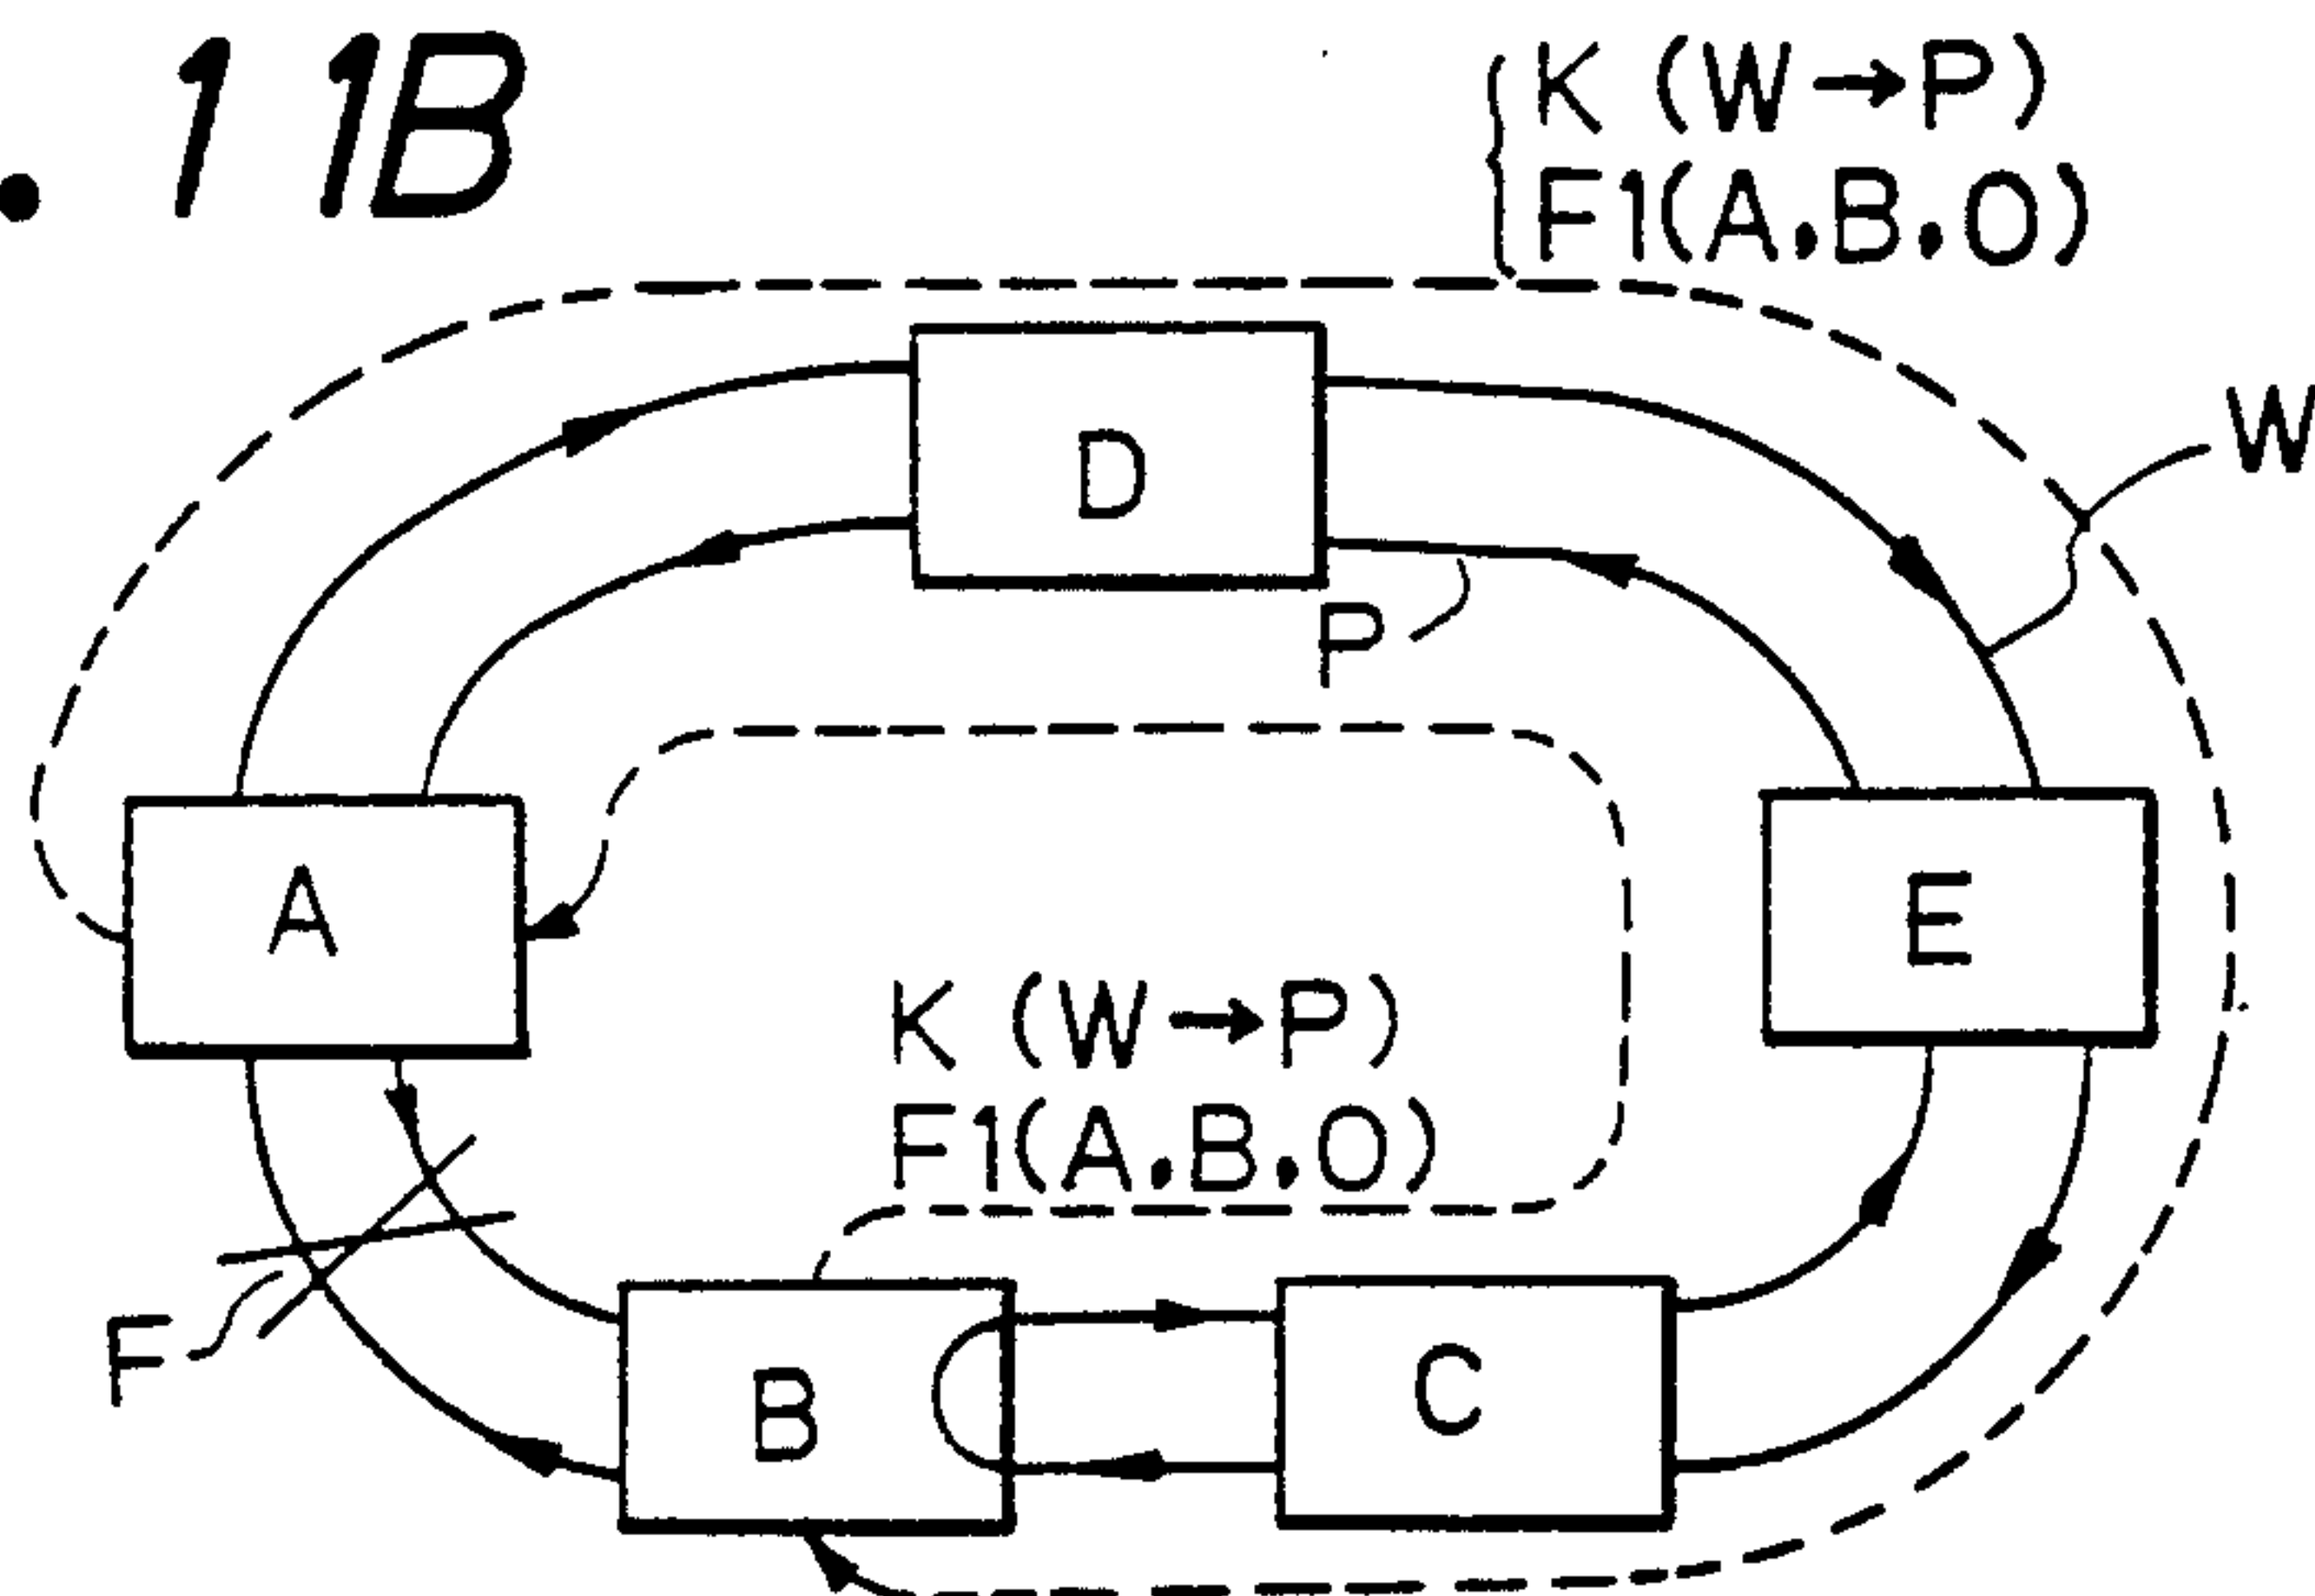 . 11B
K (W→P)
F1(A.B.O)
W
D
P
A
E
K (W→P)
F1(A.B.O)
F
B
C